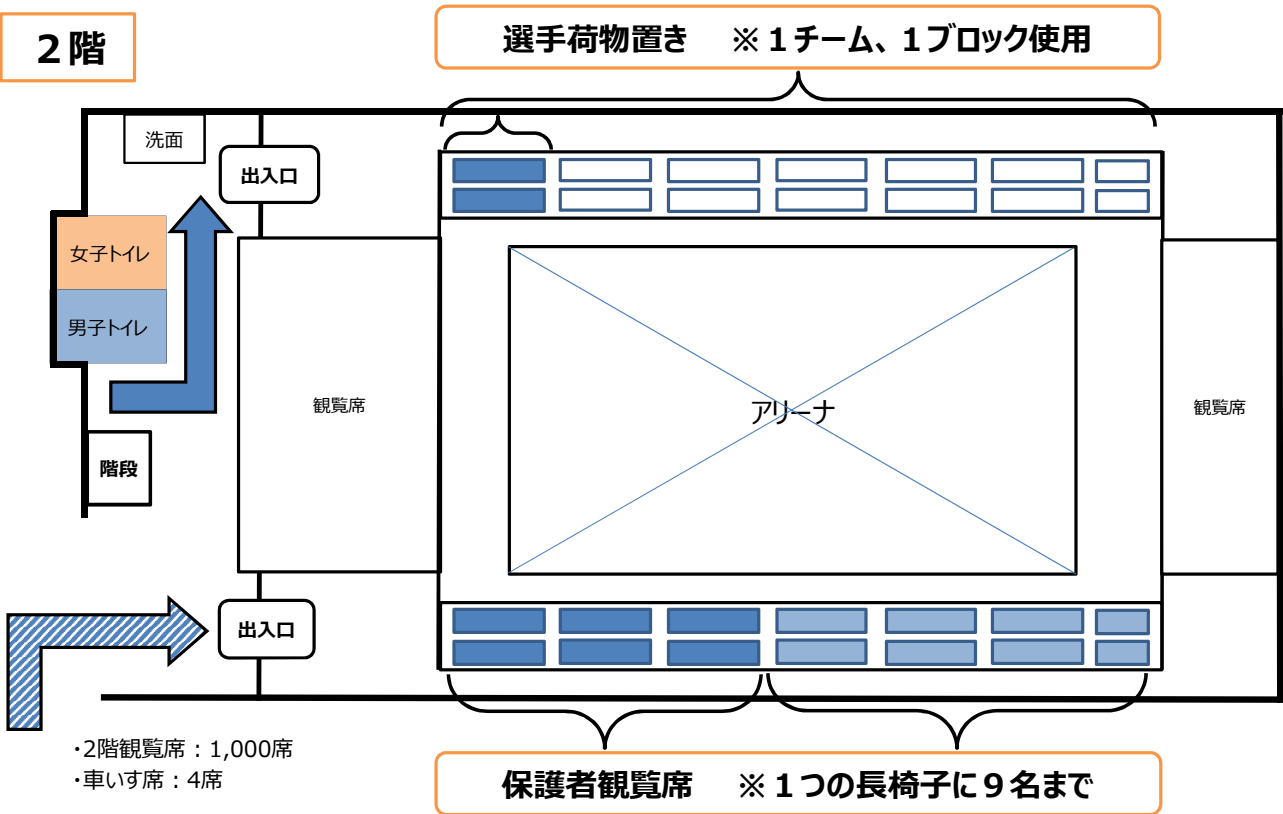 2階
選手荷物置き ※1チーム、1ブロック使用
洗面
出入口
女子トイレ
男子トイレ
観覧席
アリーナ
観覧席
階段
出入口
・2階観覧席：1,000席
・車いす席：4席
保護者観覧席 ※1つの長椅子に9名まで